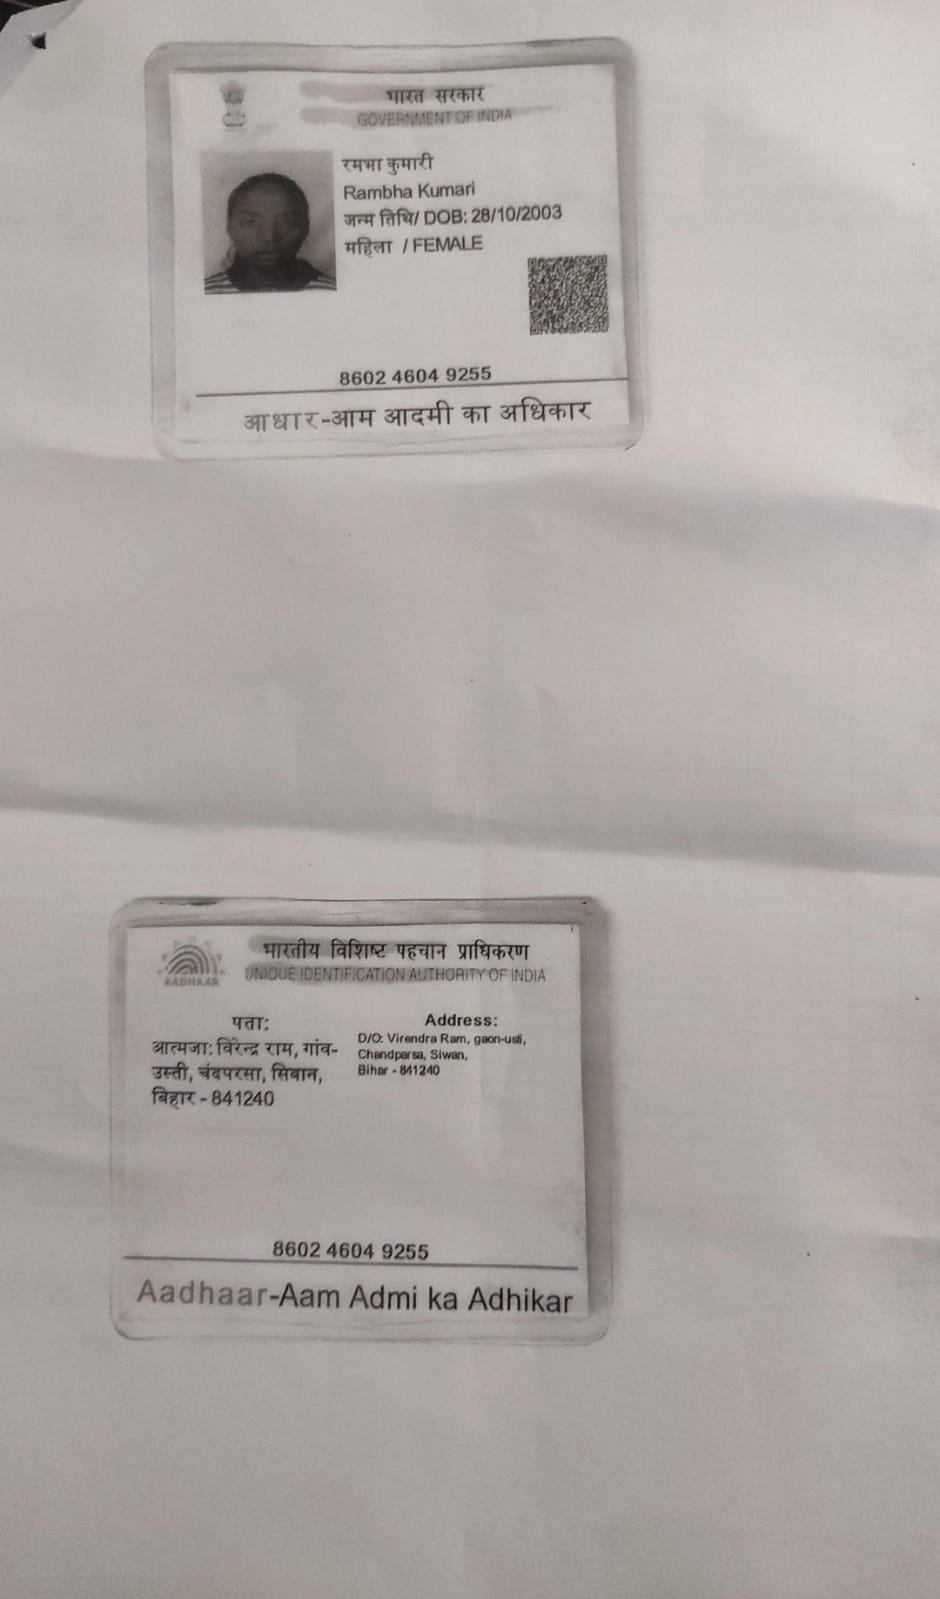 भारत सरकार
GOVERNMENT OF INDIA
रमभा कुमारी
Rambha Kumari
जन्म तिथि/ DOB: 28/10/2003
महिला / FEMALE
8602 4604 9255
आधार-आम आदमी का अधिकार
भारतीय विशिष्ट पहचान प्राधिकरण
UNIQUE IDENTIFICATION AUTHORITY OF INDIA
AADHAAR
पता:
आत्मजा: विरेन्द्र राम, गांव-
उस्ती, चंदपरसा, सिवान,
बिहार - 841240
Address:
D/O: Virendra Ram, gaon-usti,
Chandparsa, Siwan,
Bihar - 841240
8602 4604 9255
Aadhaar-Aam Admi ka Adhikar